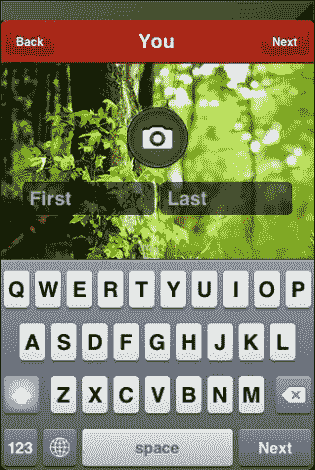 Back You Next
First Last
Q W E R T Y U I O P
A S D F G H J K L
Z X C V B N M
123 space Next